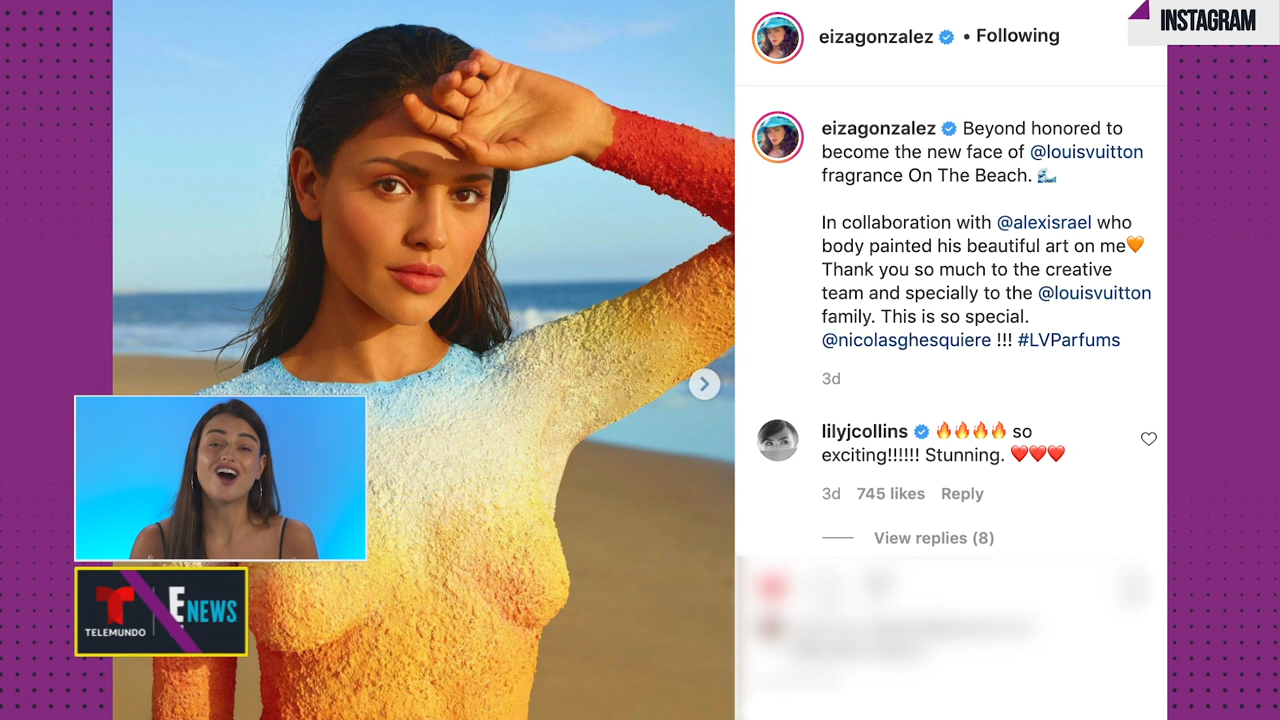 INSTAGRAM
eizagonzalez • Following
eizagonzalez Beyond honored to
become the new face of @louisvuitton
fragrance On The Beach. 🌊
In collaboration with @alexisrael who
body painted his beautiful art on me🧡
Thank you so much to the creative
team and specially to the @louisvuitton
family. This is so special.
@nicolasghesquiere !!! #LVParfums
3d
lilyjcollins 🔥🔥🔥🔥 so
exciting!!!!!! Stunning. ❤️❤️❤️
3d 745 likes Reply
View replies (8)
TELEMUNDO
E NEWS